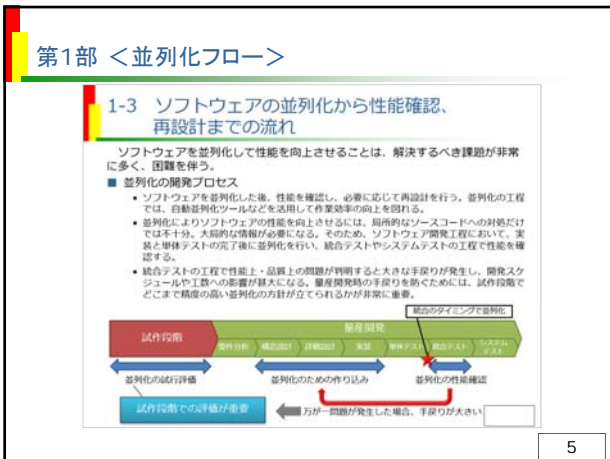 第1部 ＜並列化フロー＞
1-3 ソフトウェアの並列化から性能確認、
再設計までの流れ
ソフトウェアを並列化して性能を向上させることは、解決するべき課題が非常
に多く、困難を伴う。
■ 並列化の開発プロセス
• ソフトウェアを並列化した後、性能を確認し、必要に応じて再設計を行う。並列化の工程
では、自動並列化ツールなどを活用して作業効率の向上を図れる。
• 並列化によりソフトウェアの性能を向上させるには、局所的なソースコードへの対処だけ
では不十分。大局的な情報が必要になる。そのため、ソフトウェア開発工程において、実
装と単体テストの完了後に並列化を行い、統合テストやシステムテストの工程で性能を確
認する。
• 統合テストの工程で性能上・品質上の問題が判明すると大きな手戻りが発生し、開発スケ
ジュールや工数への影響が甚大になる。量産開発時の手戻りを防ぐためには、試作段階で
どこまで精度の高い並列化の方針が立てられるかが非常に重要。
統合のタイミングで並列化
試作段階
量産開発
要件分析
構造設計
詳細設計
実装
単体テスト
統合テスト
システム
テスト
並列化の試行評価
並列化のための作り込み
並列化の性能確認
試作段階での評価が重要
万が一問題が発生した場合、手戻りが大きい
5